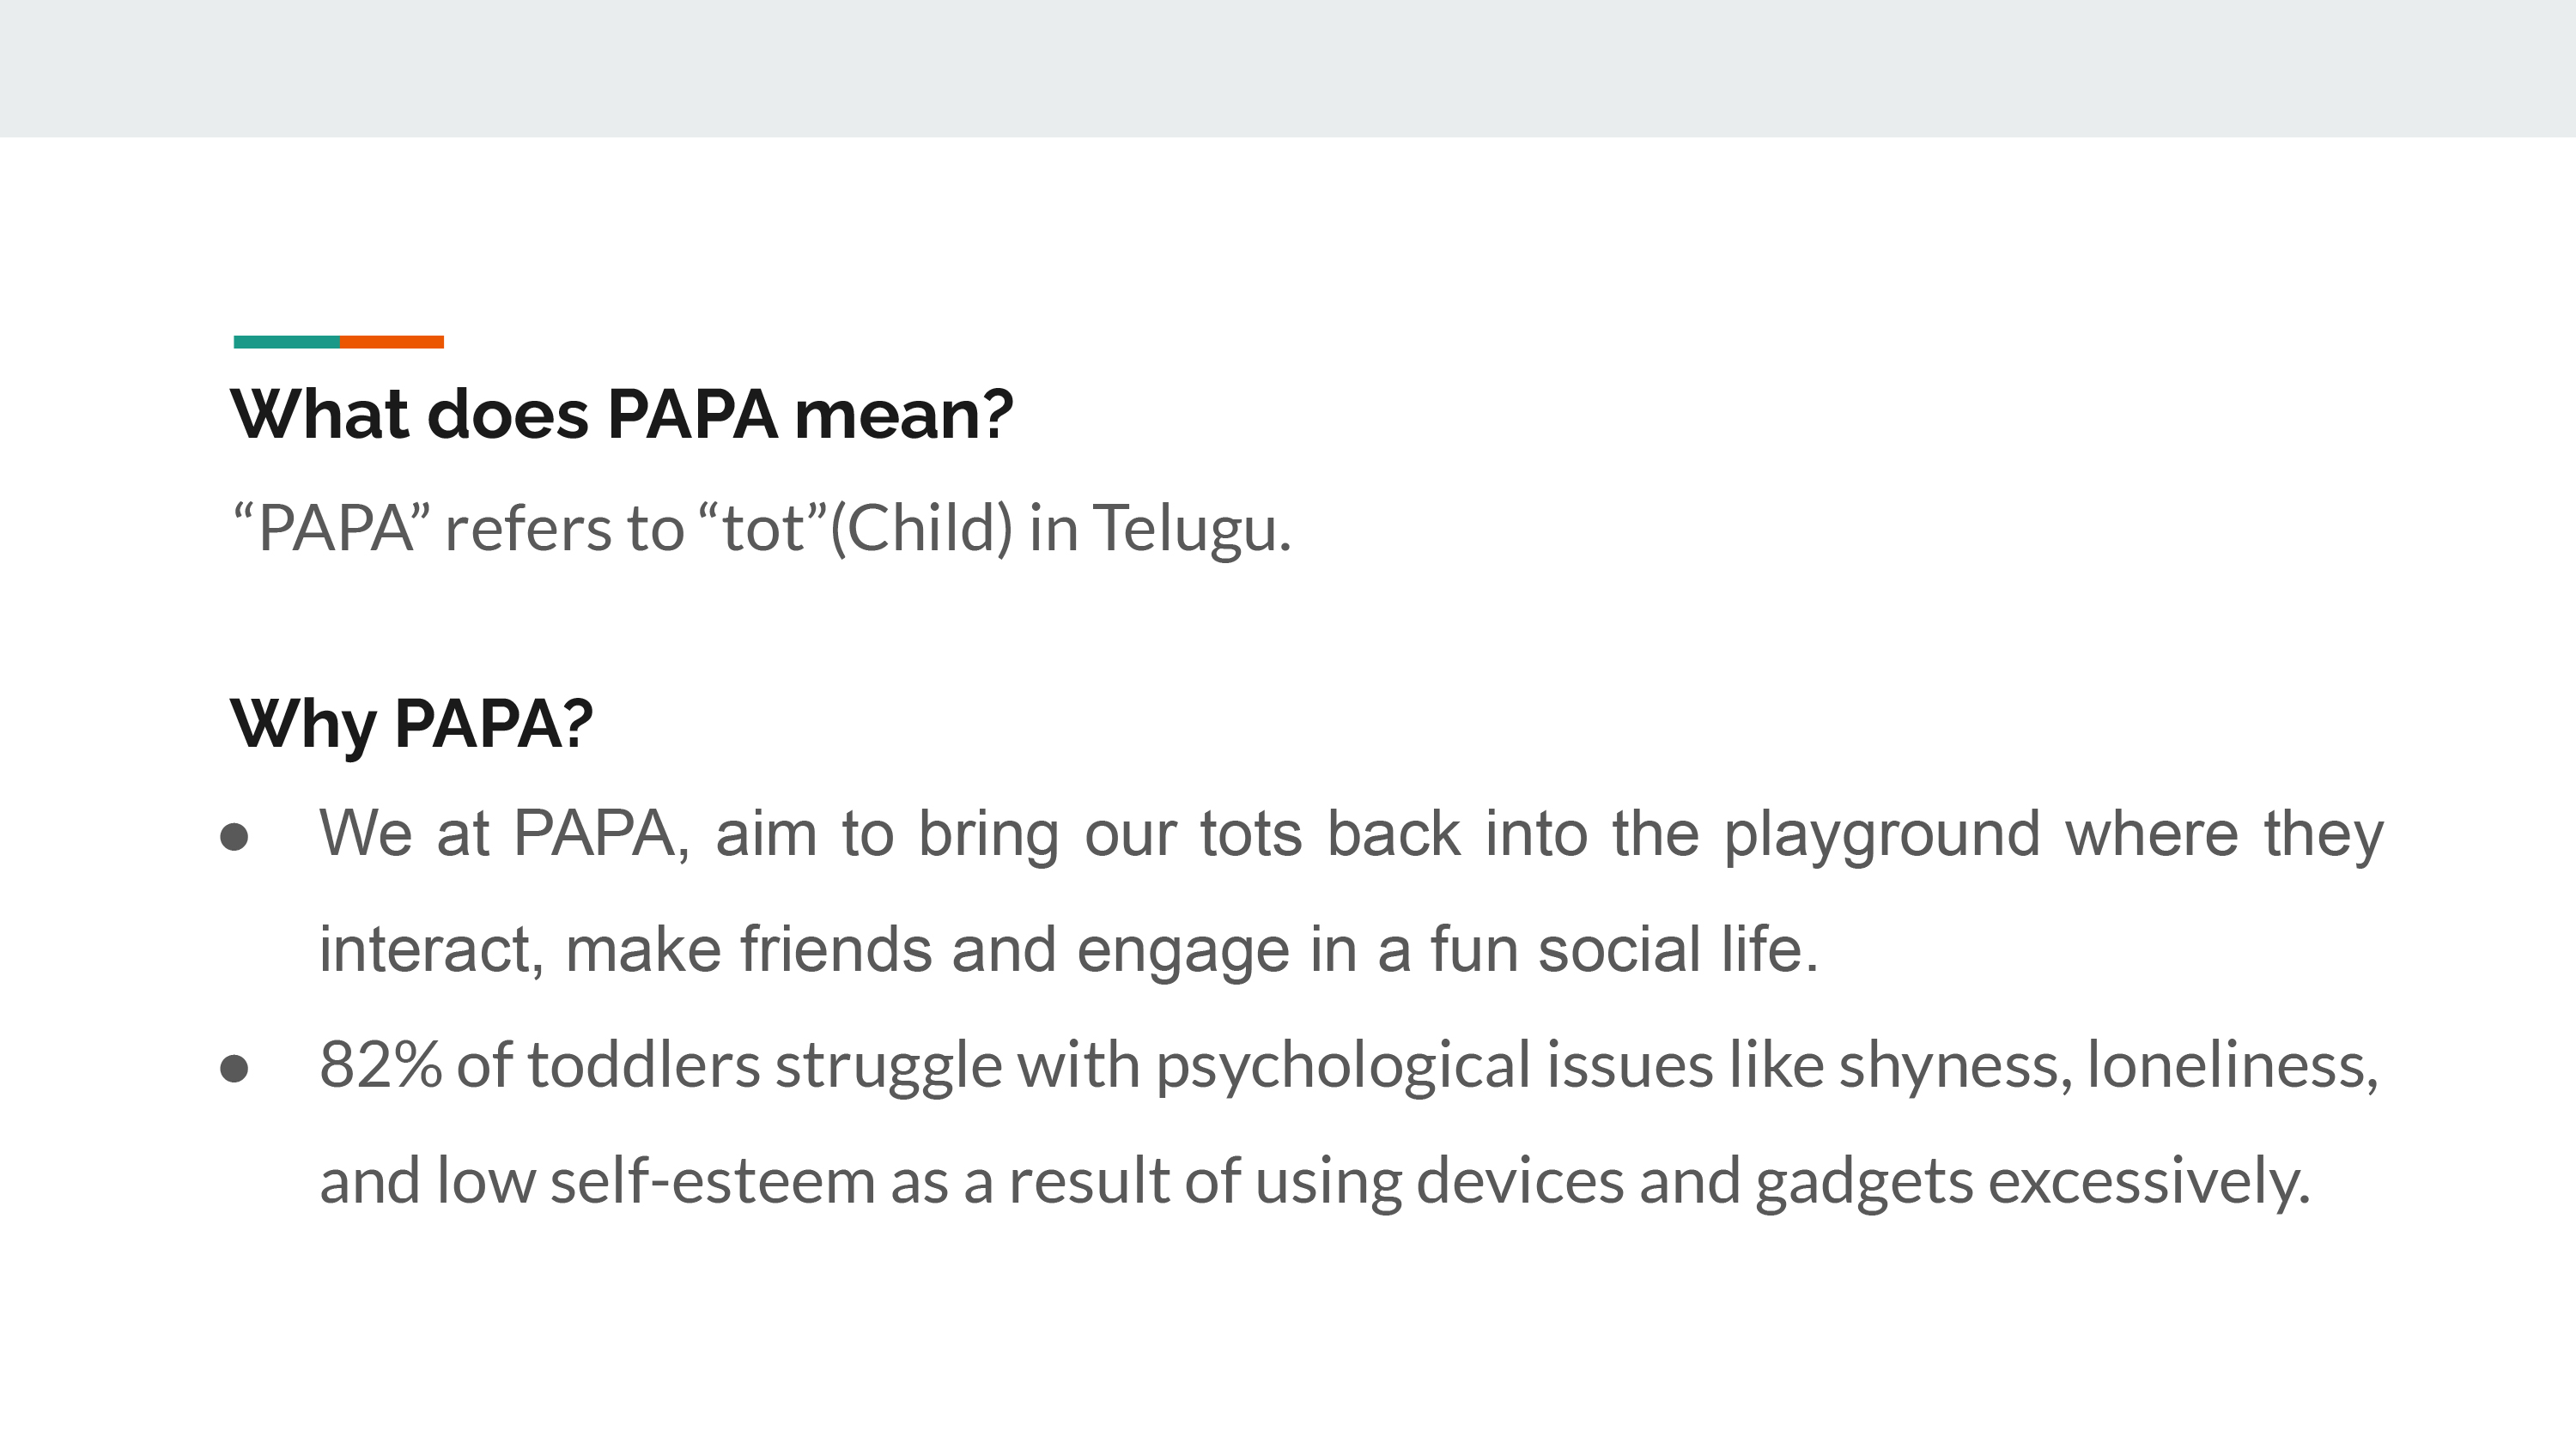 What does PAPA mean?
“PAPA” refers to “tot”(Child) in Telugu.
Why PAPA?
● We at PAPA, aim to bring our tots back into the playground where they
interact, make friends and engage in a fun social life.
● 82% of toddlers struggle with psychological issues like shyness, loneliness,
and low self-esteem as a result of using devices and gadgets excessively.